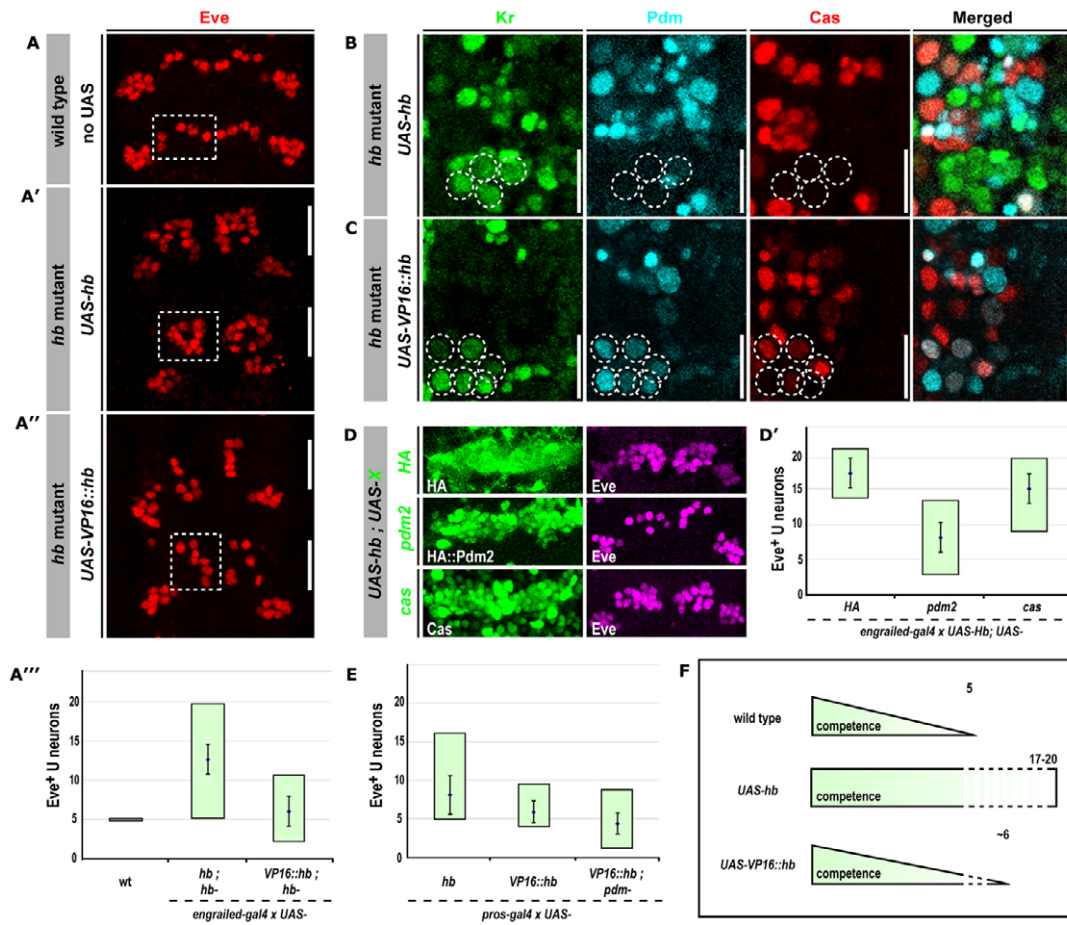 Eve
Kr
Pdm
Cas
Merged
A
wild type
no UAS
A'
hb mutant
UAS-hb
A''
hb mutant
UAS-VP16::hb
B
hb mutant
UAS-hb
C
hb mutant
UAS-VP16::hb
D
UAS-hb ; UAS-X
HA
HA
Eve
pdm2
HA::Pdm2
Eve
cas
Cas
Eve
D'
Eve+ U neurons
20
15
10
5
0
HA
pdm2
cas
engrailed-gal4 x UAS-Hb; UAS-
A'''
Eve+ U neurons
20
15
10
5
0
wt
hb ;
hb-
VP16::hb ;
hb-
engrailed-gal4 x UAS-
E
Eve+ U neurons
20
15
10
5
0
hb
VP16::hb
VP16::hb ;
pdm-
pros-gal4 x UAS-
F
5
wild type
competence
17-20
UAS-hb
competence
~6
UAS-VP16::hb
competence